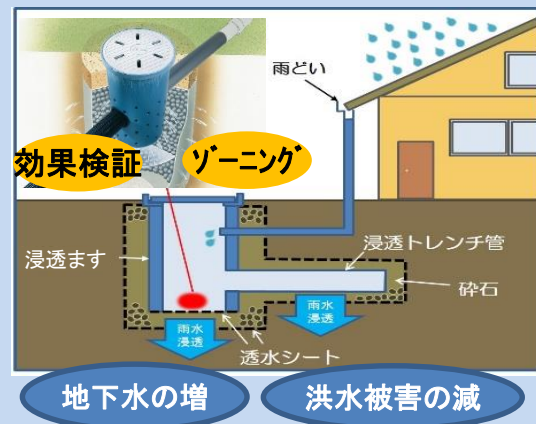 雨どい
効果検証
ゾーニング
浸透ます
浸透トレンチ管
砕石
雨水
浸透
雨水
浸透
透水シート
地下水の増
洪水被害の減